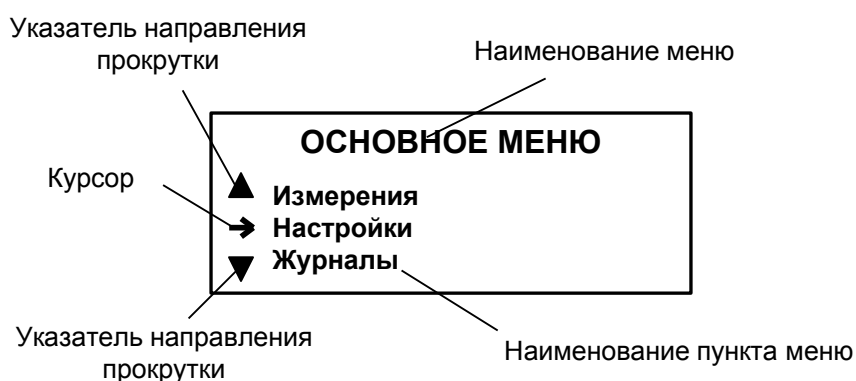 Указатель направления
прокрутки
Наименование меню
ОСНОВНОЕ МЕНЮ
Курсор
Измерения
Настройки
Журналы
Указатель направления
прокрутки
Наименование пункта меню